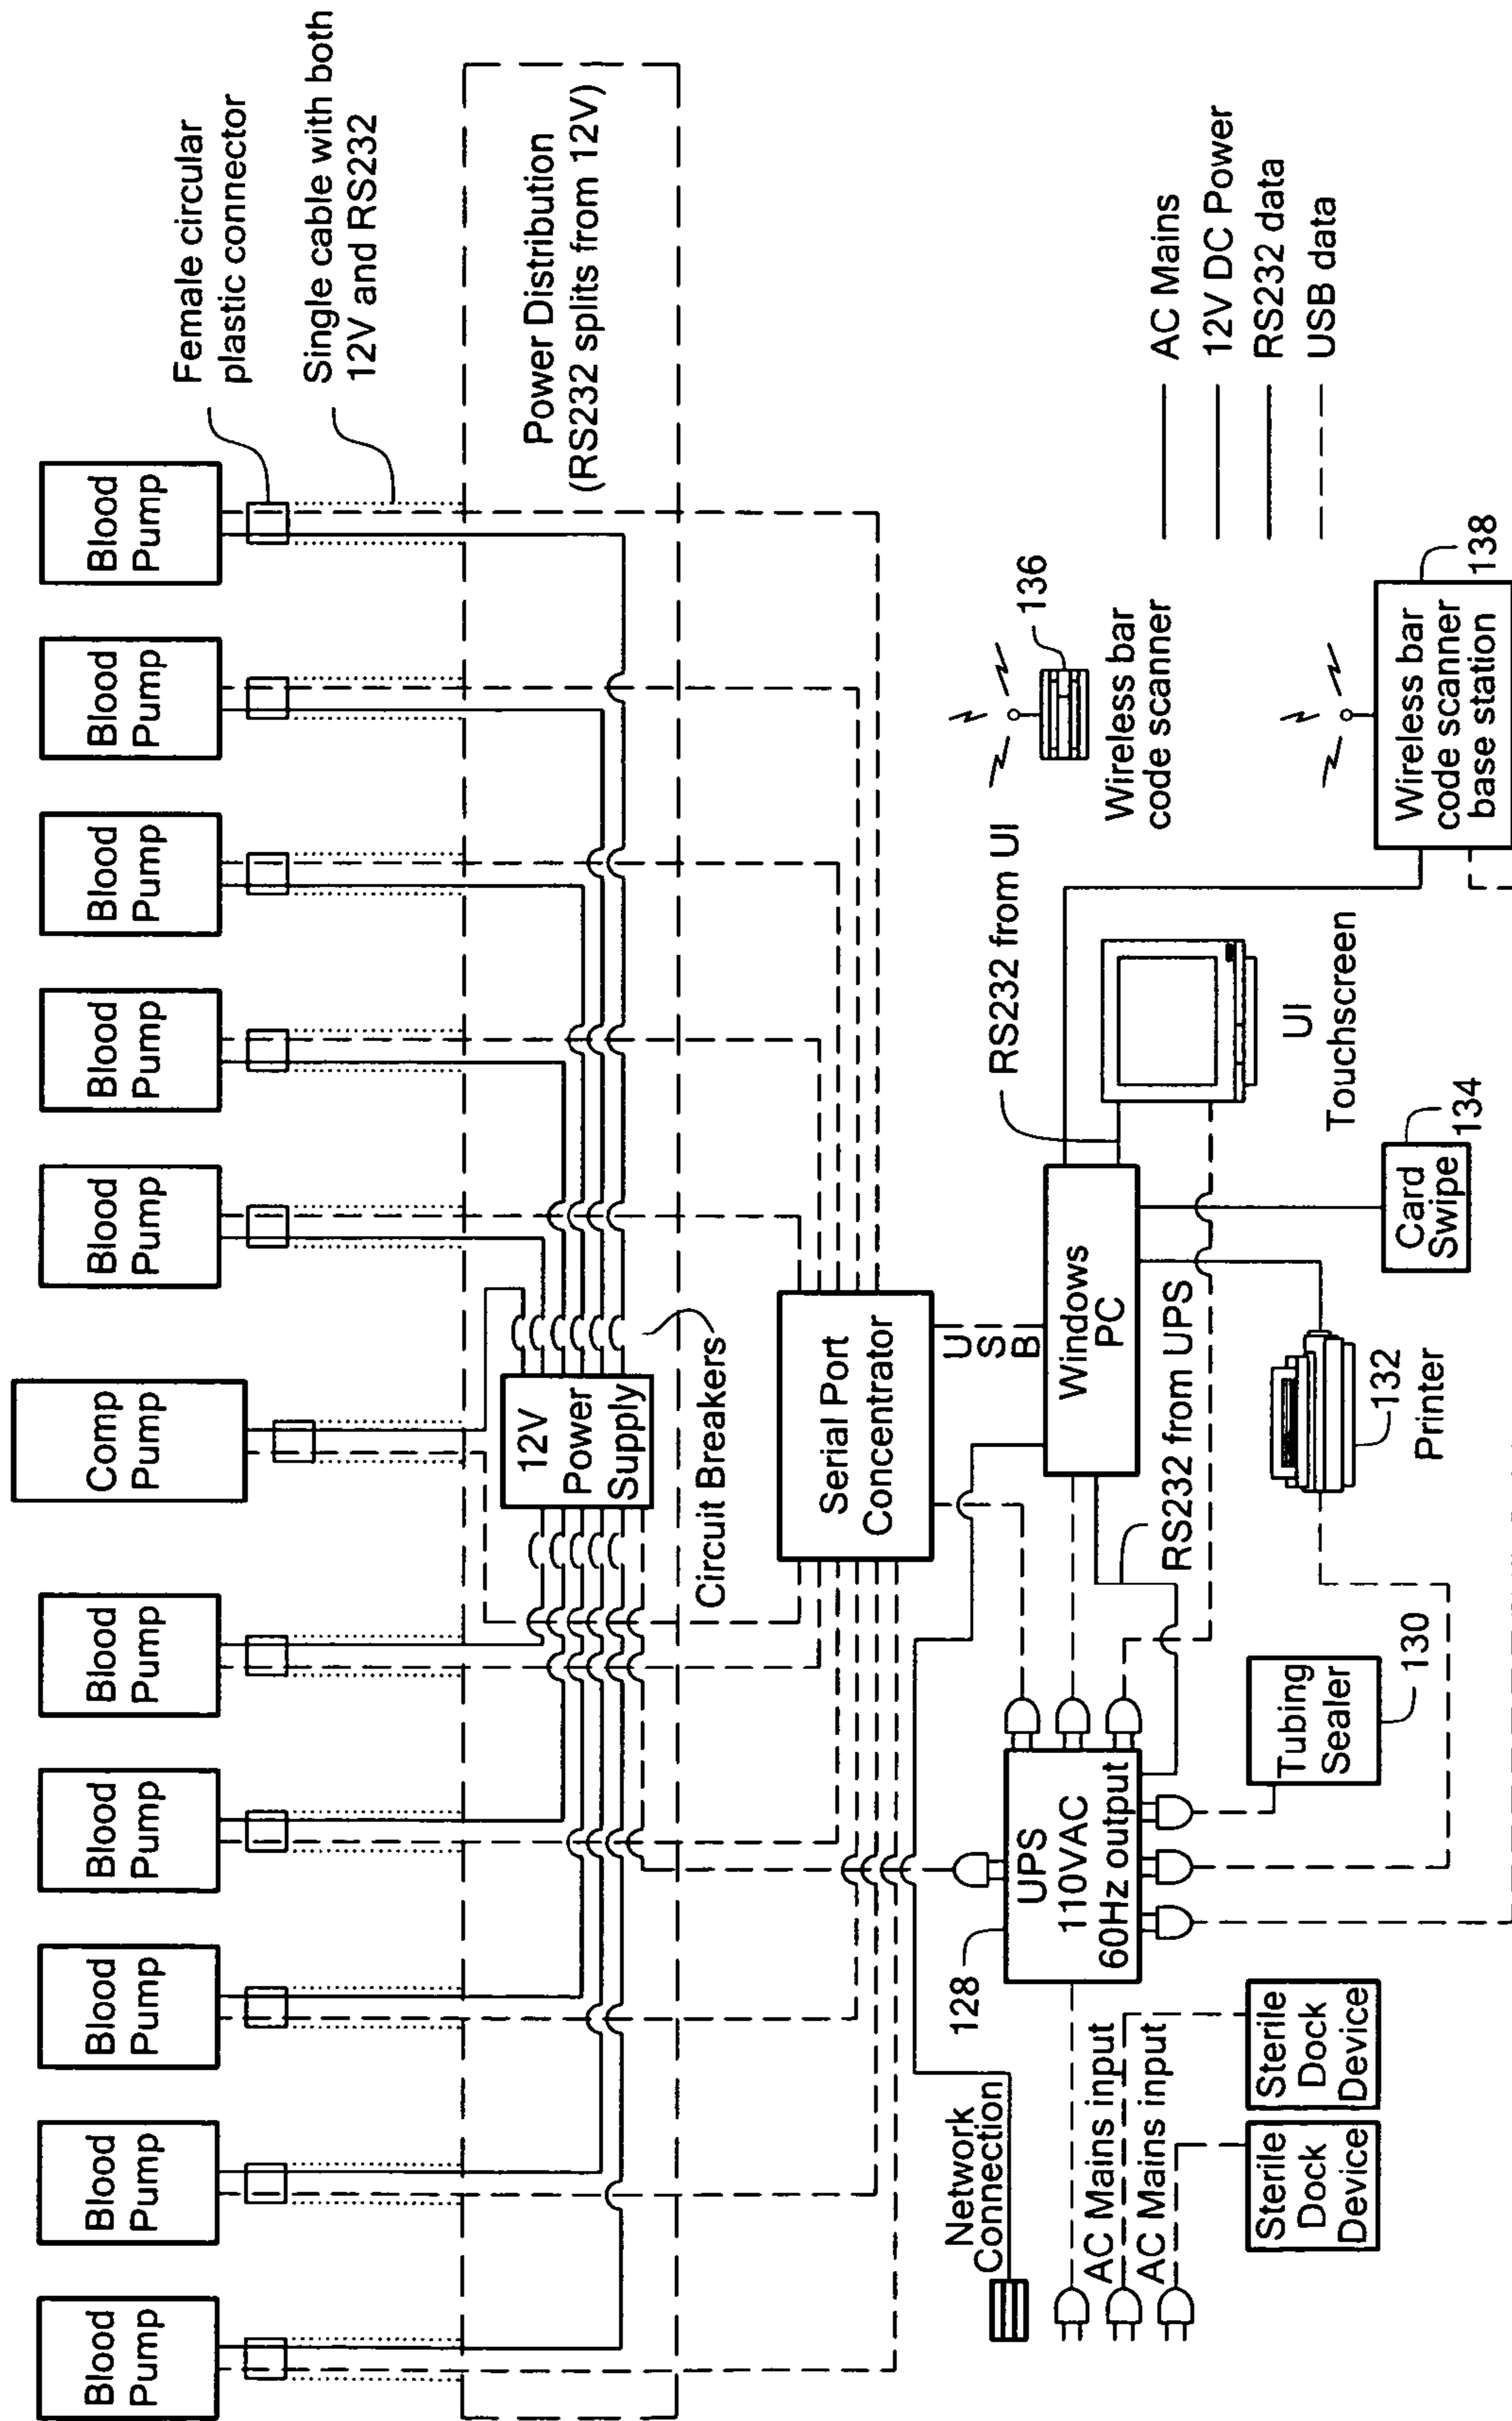 Blood
Pump
Blood
Pump
Blood
Pump
Blood
Pump
Blood
Pump
Comp
Pump
Blood
Pump
Blood
Pump
Blood
Pump
Blood
Pump
Blood
Pump
Female circular
plastic connector
Single cable with both
12V and RS232
Power Distribution
(RS232 splits from 12V)
12V
Power
Supply
Circuit Breakers
Serial Port
Concentrator
USB
Network
Connection
AC Mains input
AC Mains input
128
UPS
110VAC
60Hz output
Windows
PC
RS232 from UPS
RS232 from UI
UI
Touchscreen
136
Wireless bar
code scanner
AC Mains
12V DC Power
RS232 data
USB data
Sterile
Dock
Device
Sterile
Dock
Device
Tubing
Sealer
130
132
Printer
Card
Swipe
134
Wireless bar
code scanner
base station
138